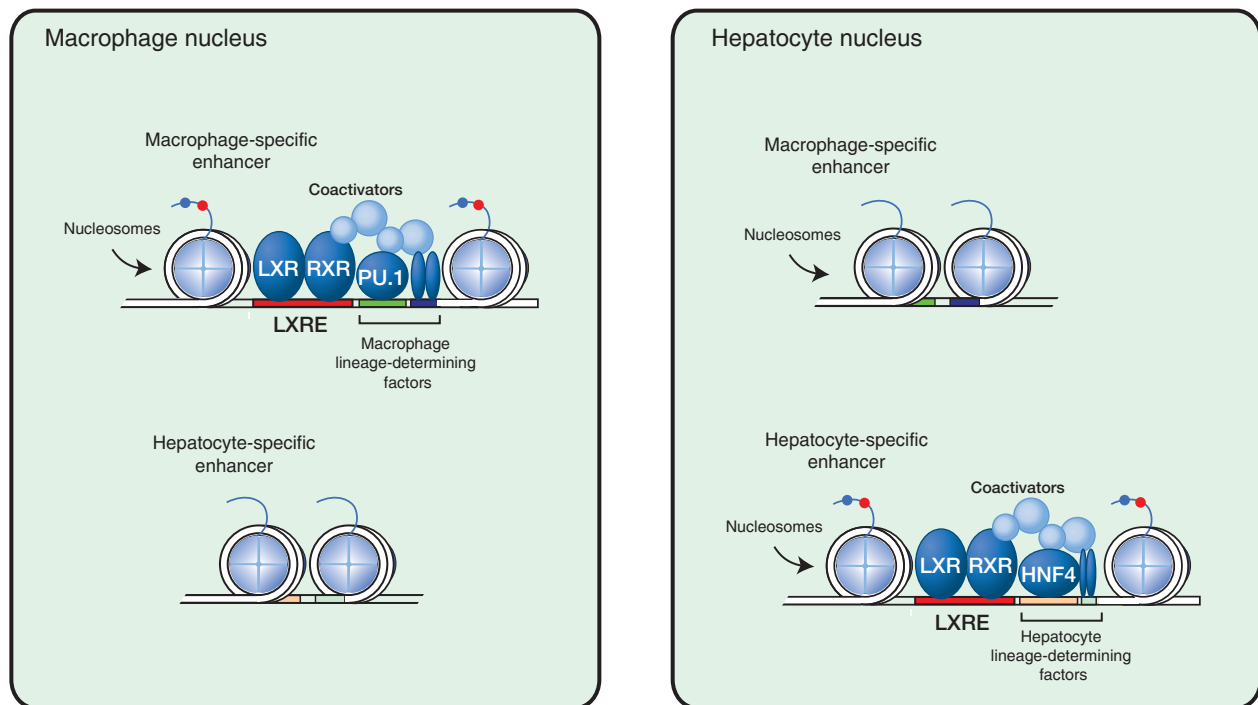 Macrophage nucleus
Macrophage-specific
enhancer
Coactivators
Nucleosomes
LXR
RXR
PU.1
LXRE
Macrophage
lineage-determining
factors
Hepatocyte-specific
enhancer
Hepatocyte nucleus
Macrophage-specific
enhancer
Nucleosomes
Hepatocyte-specific
enhancer
Coactivators
Nucleosomes
LXR
RXR
HNF4
LXRE
Hepatocyte
lineage-determining
factors